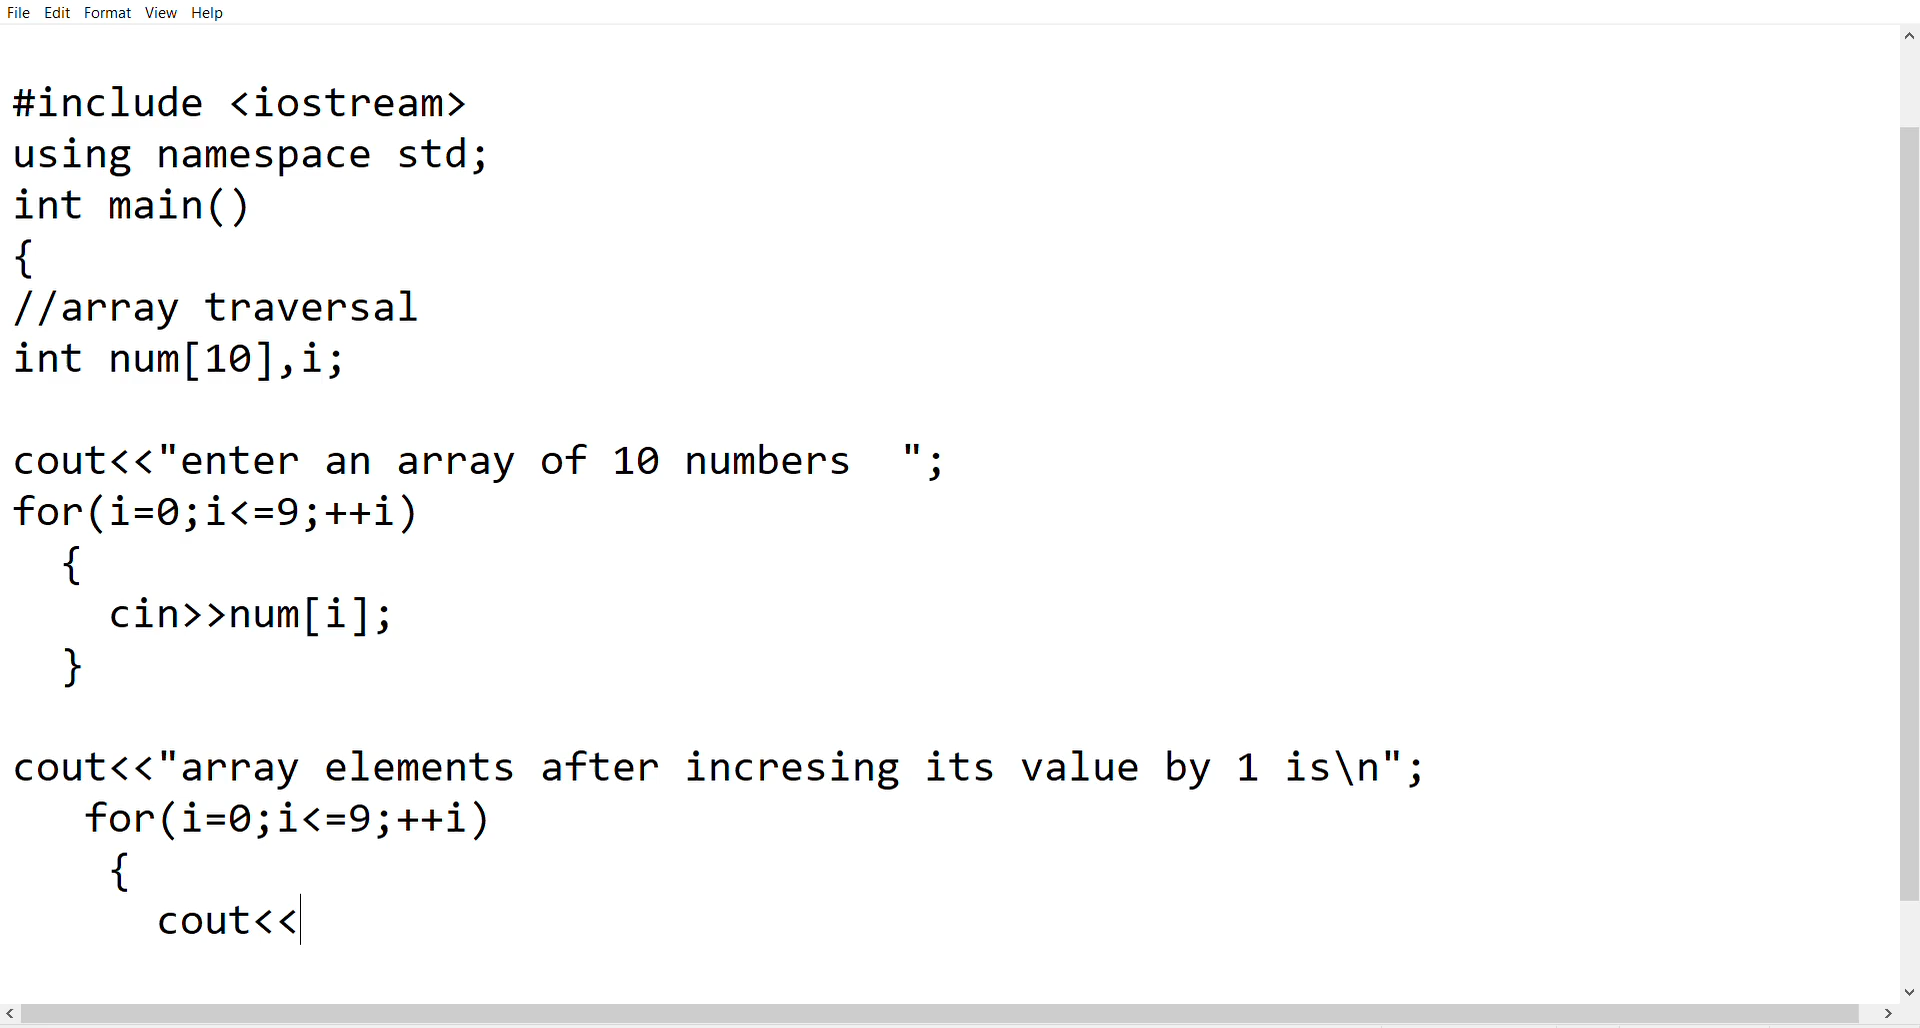 File Edit Format View Help
#include <iostream>
using namespace std;
int main()
{
//array traversal
int num[10],i;
cout<<"enter an array of 10 numbers  ";
for(i=0;i<=9;++i)
  {
    cin>>num[i];
  }
cout<<"array elements after incresing its value by 1 is\n";
   for(i=0;i<=9;++i)
    {
      cout<<